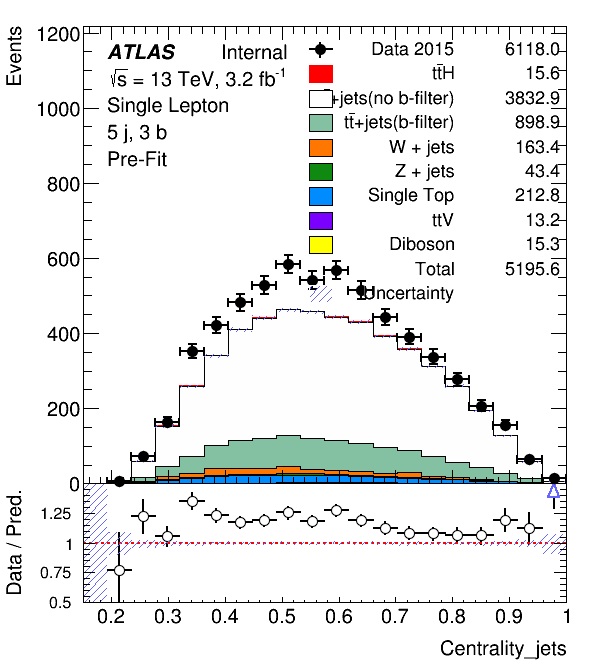 Events
1200
1000
800
600
400
200
0
ATLAS Internal
√s = 13 TeV, 3.2 fb⁻¹
Single Lepton
5 j, 3 b
Pre-Fit
Data 2015 6118.0
tt̄H 15.6
+jets(no b-filter) 3832.9
tt̄+jets(b-filter) 898.9
W + jets 163.4
Z + jets 43.4
Single Top 212.8
ttV 13.2
Diboson 15.3
Total 5195.6
Uncertainty
Data / Pred.
1.25
1
0.75
0.5
0.2 0.3 0.4 0.5 0.6 0.7 0.8 0.9 1
Centrality_jets